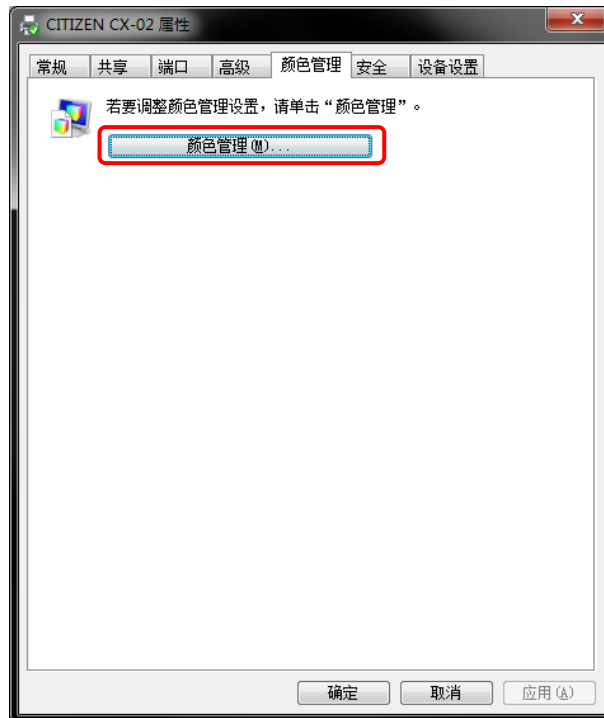 CITIZEN CX-02 属性
常规 共享 端口 高级 颜色管理 安全 设备设置
若要调整颜色管理设置，请单击“颜色管理”。
颜色管理(M)...
确定 取消 应用(A)